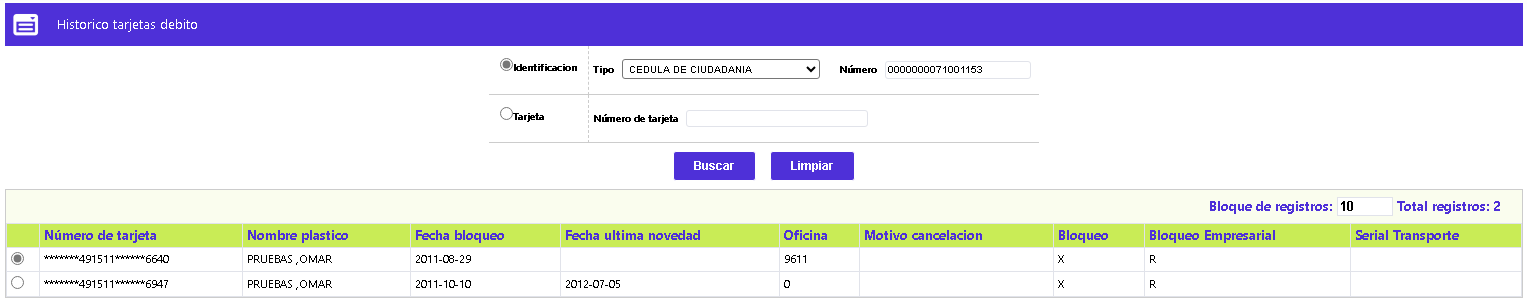 Historico tarjetas debito
Identificacion Tipo CEDULA DE CIUDADANIA Número 0000000071001153
Tarjeta Número de tarjeta
Buscar Limpiar
Bloque de registros: 10 Total registros: 2
Número de tarjeta Nombre plastico Fecha bloqueo Fecha ultima novedad Oficina Motivo cancelacion Bloqueo Bloqueo Empresarial Serial Transporte
*******491511******6640 PRUEBAS ,OMAR 2011-08-29 9611 X R
*******491511******6947 PRUEBAS ,OMAR 2011-10-10 2012-07-05 0 X R